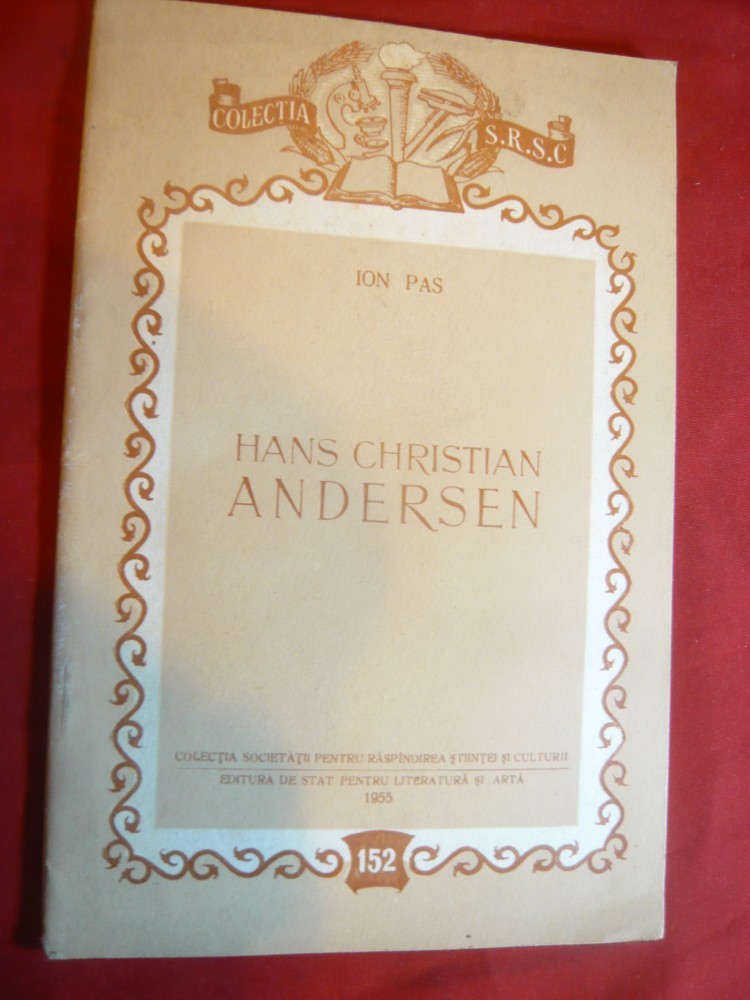 COLECȚIA
S.R.S.C
ION PAS
HANS CHRISTIAN
ANDERSEN
COLECȚIA SOCIETĂȚII PENTRU RĂSPÎNDIREA ȘTIINȚEI ȘI CULTURII
EDITURA DE STAT PENTRU LITERATURĂ ȘI ARTĂ
1955
152